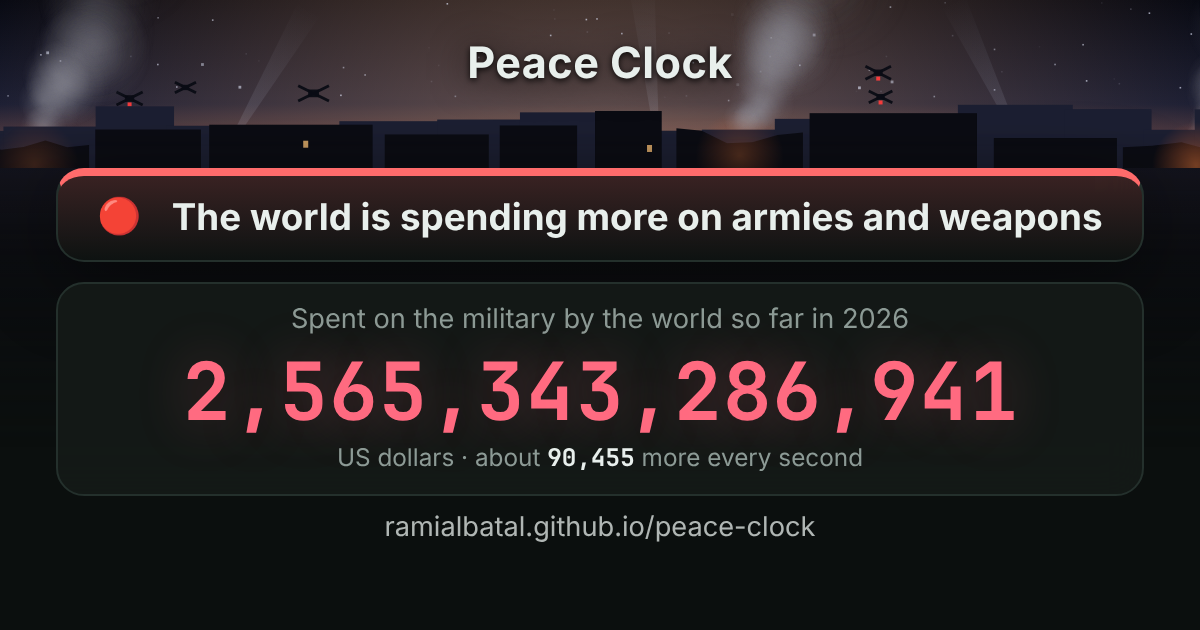 Peace Clock
The world is spending more on armies and weapons
Spent on the military by the world so far in 2026
2,565,343,286,941
US dollars · about 90,455 more every second
ramialbatal.github.io/peace-clock